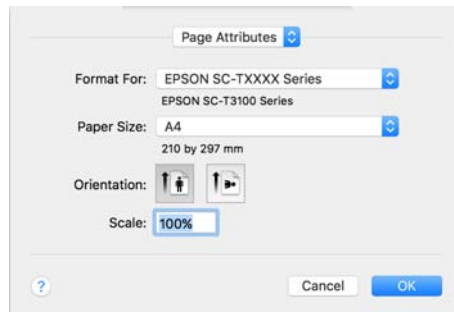 Page Attributes
Format For: EPSON SC-TXXXX Series
EPSON SC-T3100 Series
Paper Size: A4
210 by 297 mm
Orientation:
Scale: 100%
? Cancel OK